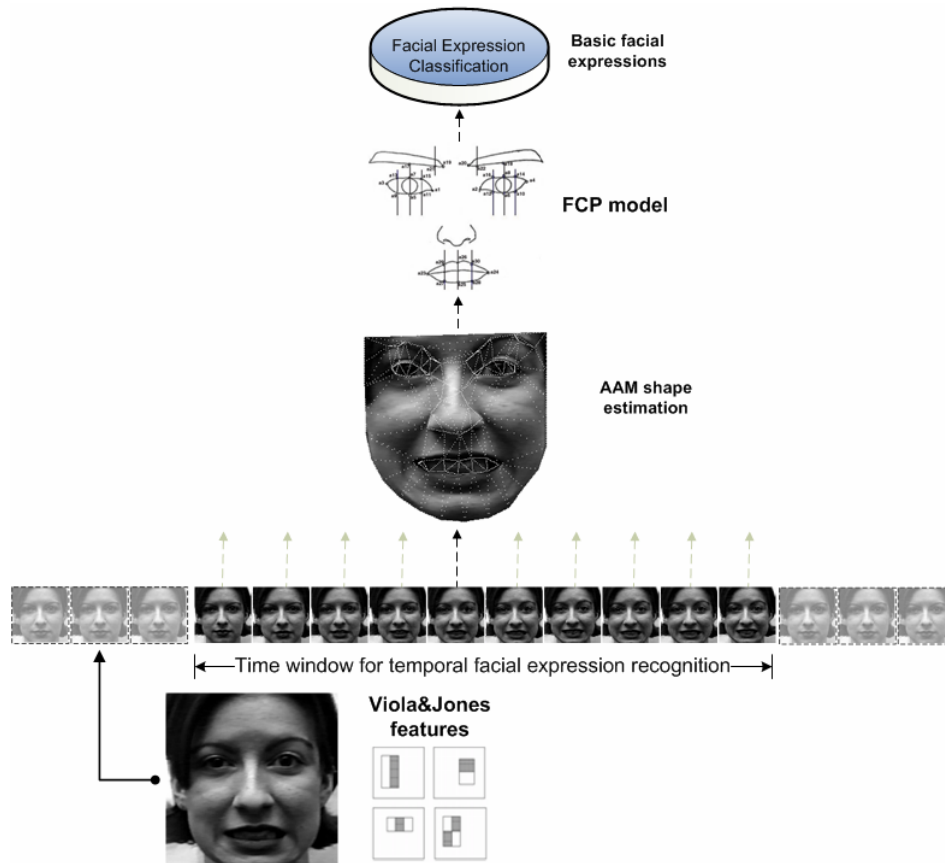 Facial Expression
Classification
Basic facial
expressions
FCP model
AAM shape
estimation
Time window for temporal facial expression recognition
Viola&Jones
features